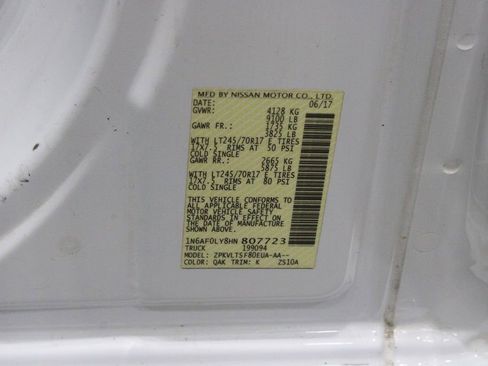 MFD BY NISSAN MOTOR CO., LTD.
DATE: 06/17
GVWR: 4128 KG
9100 LB
GAWR FR.: 1735 KG
3825 LB
WITH LT245/70R17 E TIRES
17X7.5 RIMS AT 50 PSI
COLD SINGLE
GAWR RR.: 2665 KG
5875 LB
WITH LT245/70R17 E TIRES
17X7.5 RIMS AT 80 PSI
COLD SINGLE
THIS VEHICLE CONFORMS TO
ALL APPLICABLE FEDERAL
MOTOR VEHICLE SAFETY
STANDARDS IN EFFECT ON
THE DATE OF MANUFACTURE
SHOWN ABOVE.
1N6AF0LY8HN807723
TRUCK 199094
MODEL: ZPKVLTSF80EUA-AA--
COLOR: QAK TRIM: K ZS10A